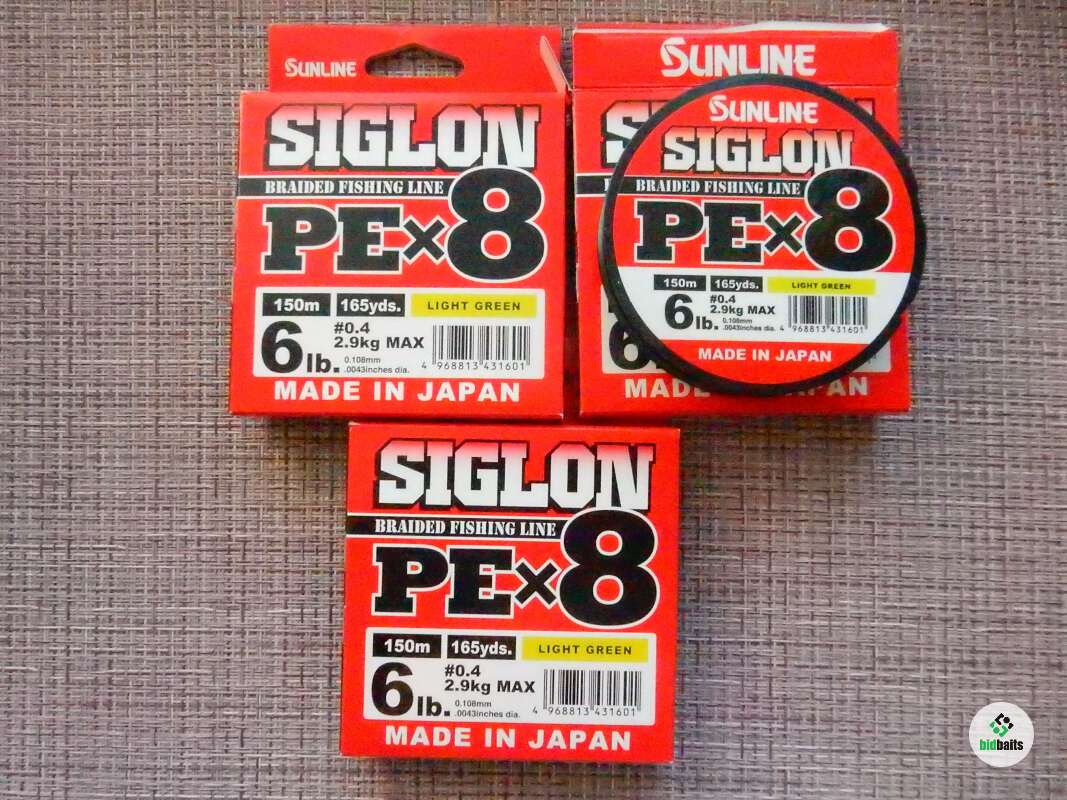 SUNLINE
SIGLON
BRAIDED FISHING LINE
PE×8
150m 165yds. LIGHT GREEN
6lb. #0.4
2.9kg MAX
0.108mm
.0043inches dia.
4 968813 431601
MADE IN JAPAN
SUNLINE
S
6
MAD JAPAN
SUNLINE
SIGLON
BRAIDED FISHING LINE
PE×8
150m 165yds. LIGHT GREEN
6lb. #0.4
2.9kg MAX
0.108mm
.0043inches dia.
4 968813 431601
MADE IN JAPAN
SIGLON
BRAIDED FISHING LINE
PE×8
150m 165yds. LIGHT GREEN
6lb. #0.4
2.9kg MAX
0.108mm
.0043inches dia.
4 968813 431601
MADE IN JAPAN
bidbaits